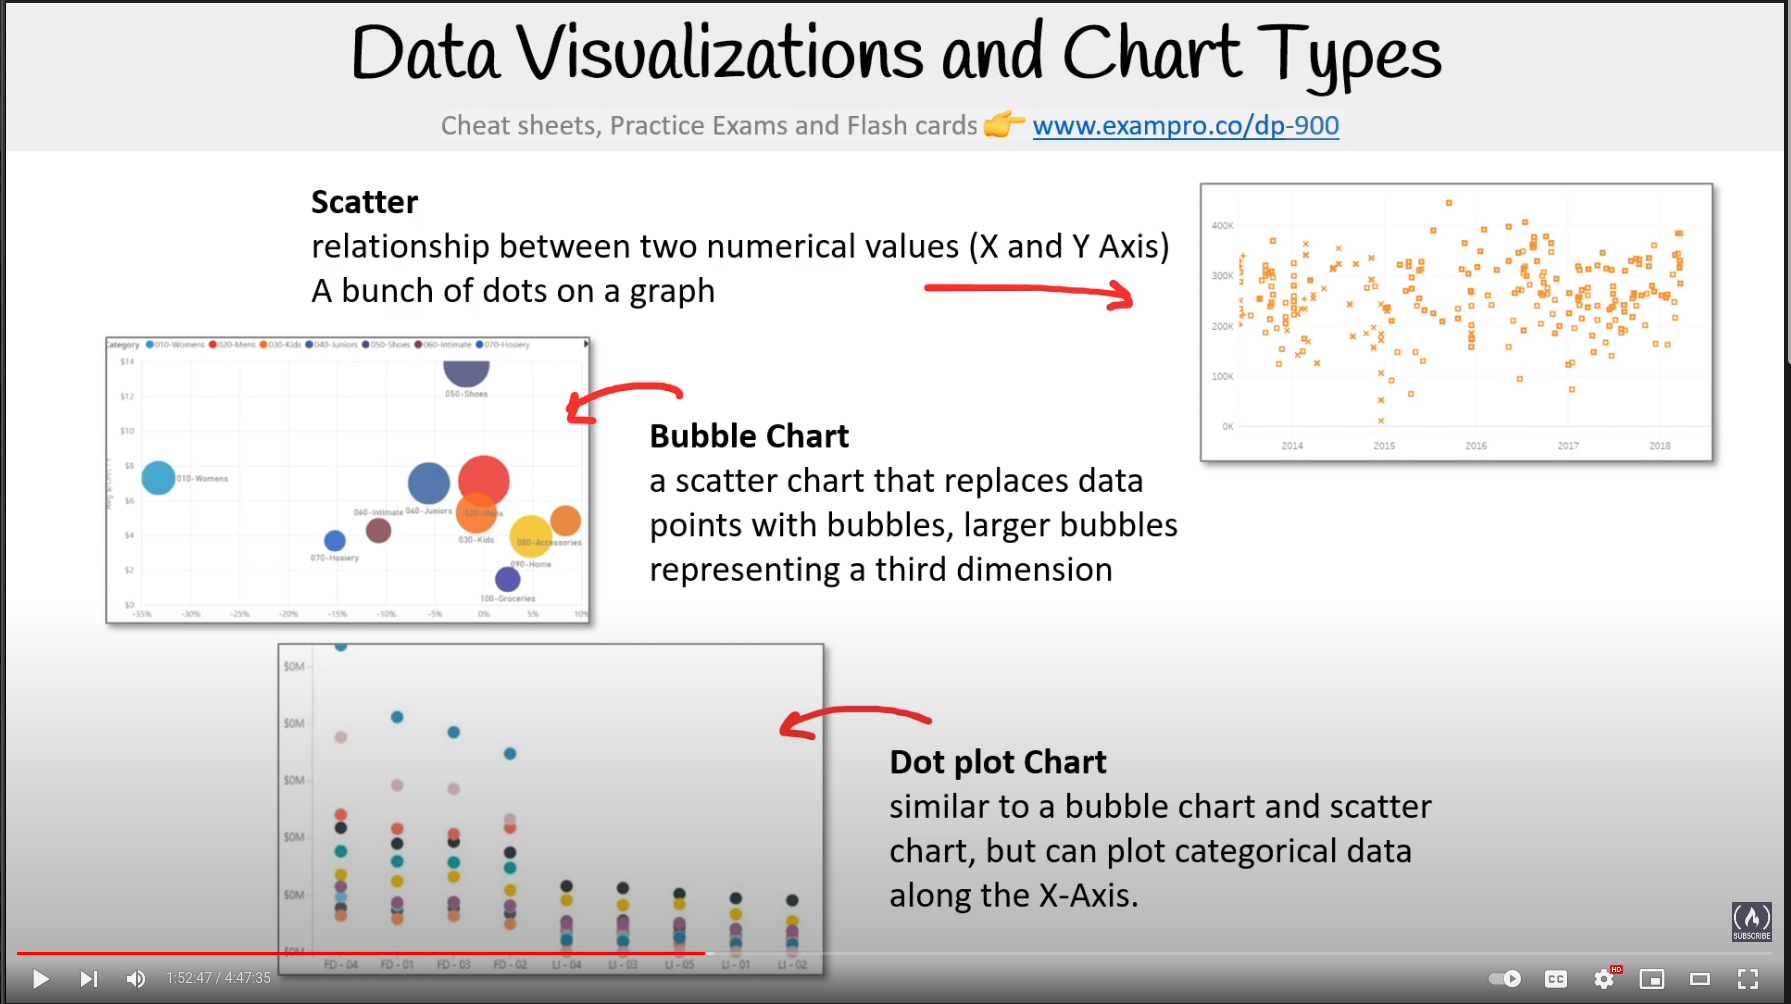 Data Visualizations and Chart Types
Cheat sheets, Practice Exams and Flash cards 👉 www.exampro.co/dp-900
Scatter
relationship between two numerical values (X and Y Axis)
A bunch of dots on a graph
400K
300K
200K
100K
0K
2014 2015 2016 2017 2018
Category 010-Womens 020-Mens 030-Kids 040-Juniors 050-Shoes 060-Intimate 070-Hosiery
$14
$12
$10
$8
$6
$4
$2
$0
050-Shoes
010-Womens
060-Intimate 040-Juniors 020-Mens
030-Kids 080-Accessories
070-Hosiery
090-Home
100-Groceries
-35% -30% -25% -20% -15% -10% -5% 0% 5% 10%
Bubble Chart
a scatter chart that replaces data
points with bubbles, larger bubbles
representing a third dimension
$0M
$0M
$0M
$0M
$0M
$0M
FD - 04 FD - 01 FD - 03 FD - 02 LI - 04 LI - 03 LI - 05 LI - 01 LI - 02
Dot plot Chart
similar to a bubble chart and scatter
chart, but can plot categorical data
along the X-Axis.
SUBSCRIBE
1:52:47 / 4:47:35
CC
HD